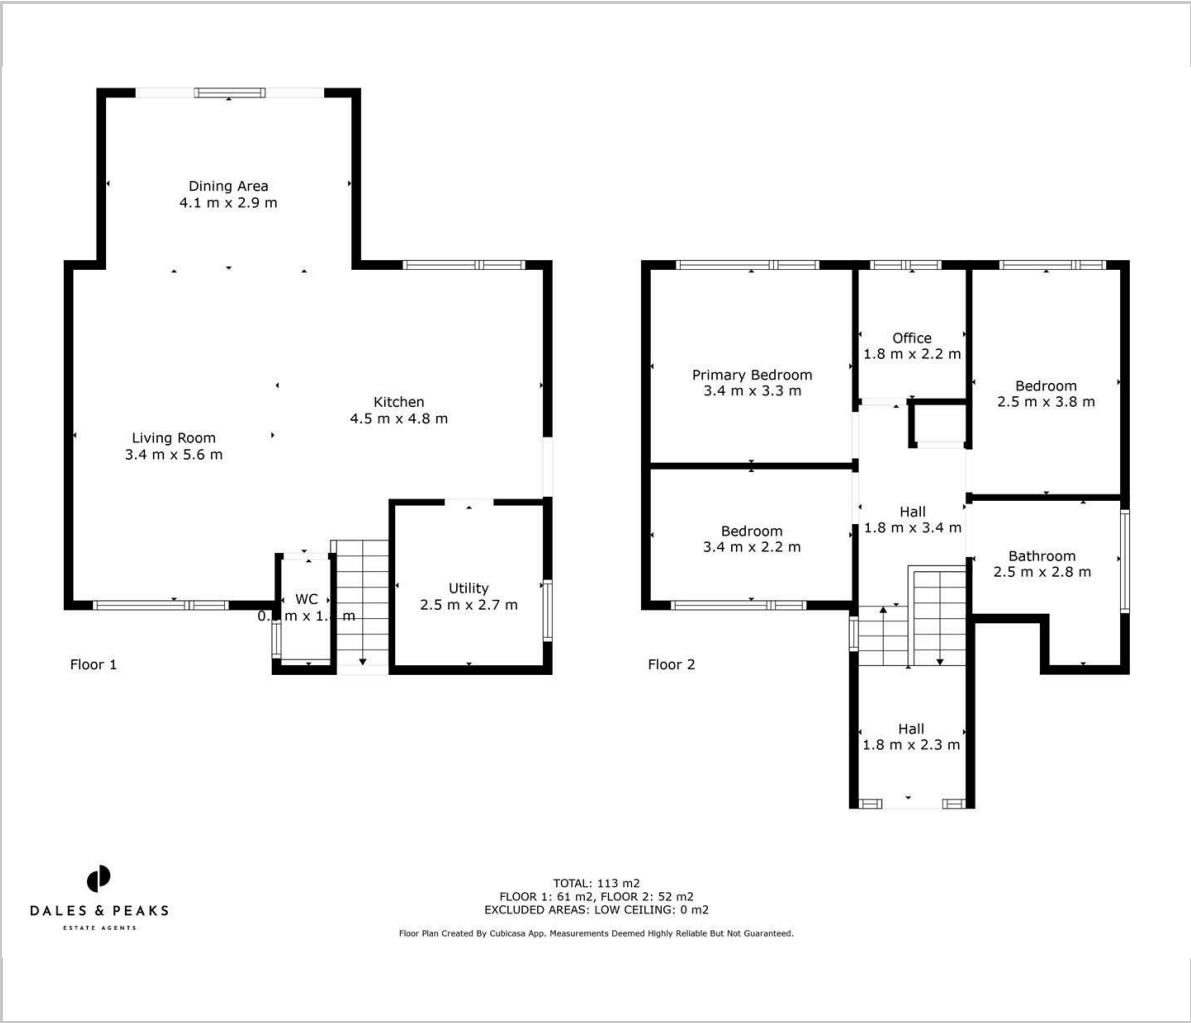 Dining Area
4.1 m x 2.9 m
Kitchen
4.5 m x 4.8 m
Living Room
3.4 m x 5.6 m
WC
m x 1.
m
Utility
2.5 m x 2.7 m
Floor 1
Primary Bedroom
3.4 m x 3.3 m
Office
1.8 m x 2.2 m
Bedroom
2.5 m x 3.8 m
Bedroom
3.4 m x 2.2 m
Hall
1.8 m x 3.4 m
Bathroom
2.5 m x 2.8 m
Floor 2
Hall
1.8 m x 2.3 m
DALES & PEAKS
ESTATE AGENTS
TOTAL: 113 m2
FLOOR 1: 61 m2, FLOOR 2: 52 m2
EXCLUDED AREAS: LOW CEILING: 0 m2
Floor Plan Created By Cubicasa App. Measurements Deemed Highly Reliable But Not Guaranteed.